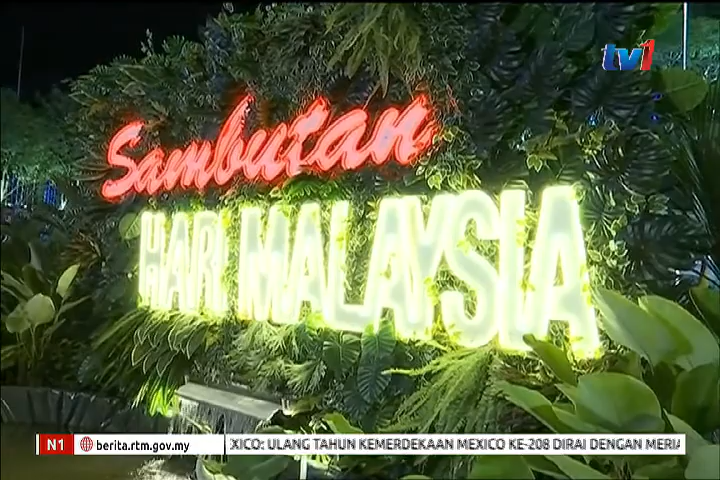 tv1
Sambutan
HARI MALAYSIA
N1 berita.rtm.gov.my XICO: ULANG TAHUN KEMERDEKAAN MEXICO KE-208 DIRAI DENGAN MERIA